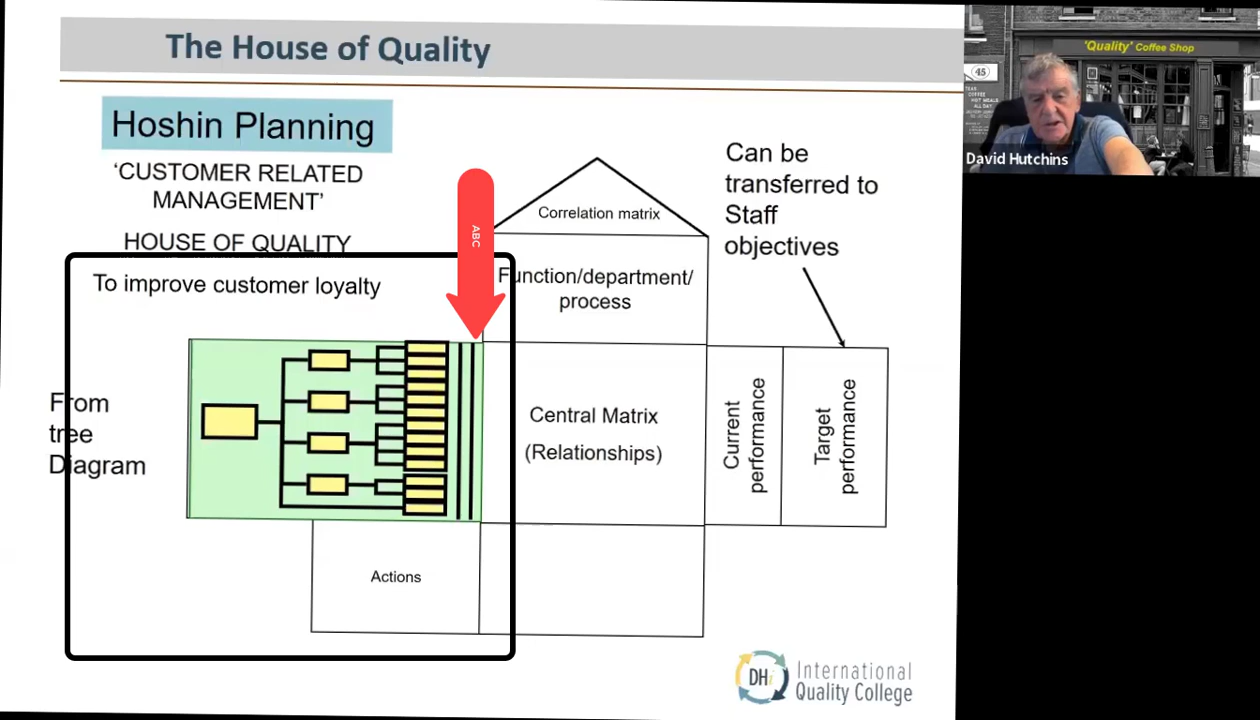 The House of Quality
Hoshin Planning
'CUSTOMER RELATED
MANAGEMENT'
HOUSE OF QUALITY
To improve customer loyalty
From
tree
Diagram
ABC
Correlation matrix
Function/department/
process
Can be
transferred to
Staff
objectives
Central Matrix
(Relationships)
Current
performance
Target
performance
Actions
DHi
International
Quality College
'Quality' Coffee Shop
45
David Hutchins